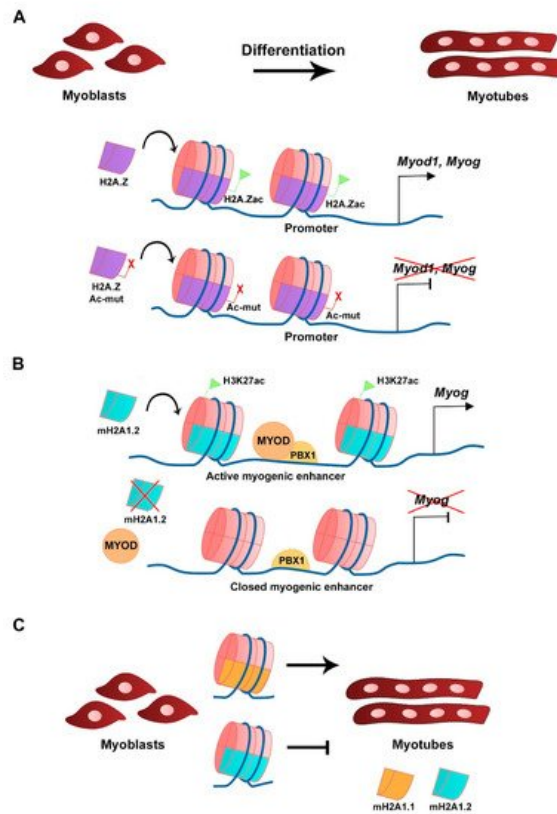 A
Differentiation
Myoblasts
Myotubes
H2A.Z
H2A.Zac
H2A.Zac
Myod1, Myog
Promoter
H2A.Z
Ac-mut
X
Ac-mut
X
Ac-mut
X
Myod1, Myog
Promoter
B
H3K27ac
H3K27ac
mH2A1.2
MYOD
PBX1
Myog
Active myogenic enhancer
mH2A1.2
MYOD
PBX1
Myog
Closed myogenic enhancer
C
Myoblasts
Myotubes
mH2A1.1
mH2A1.2